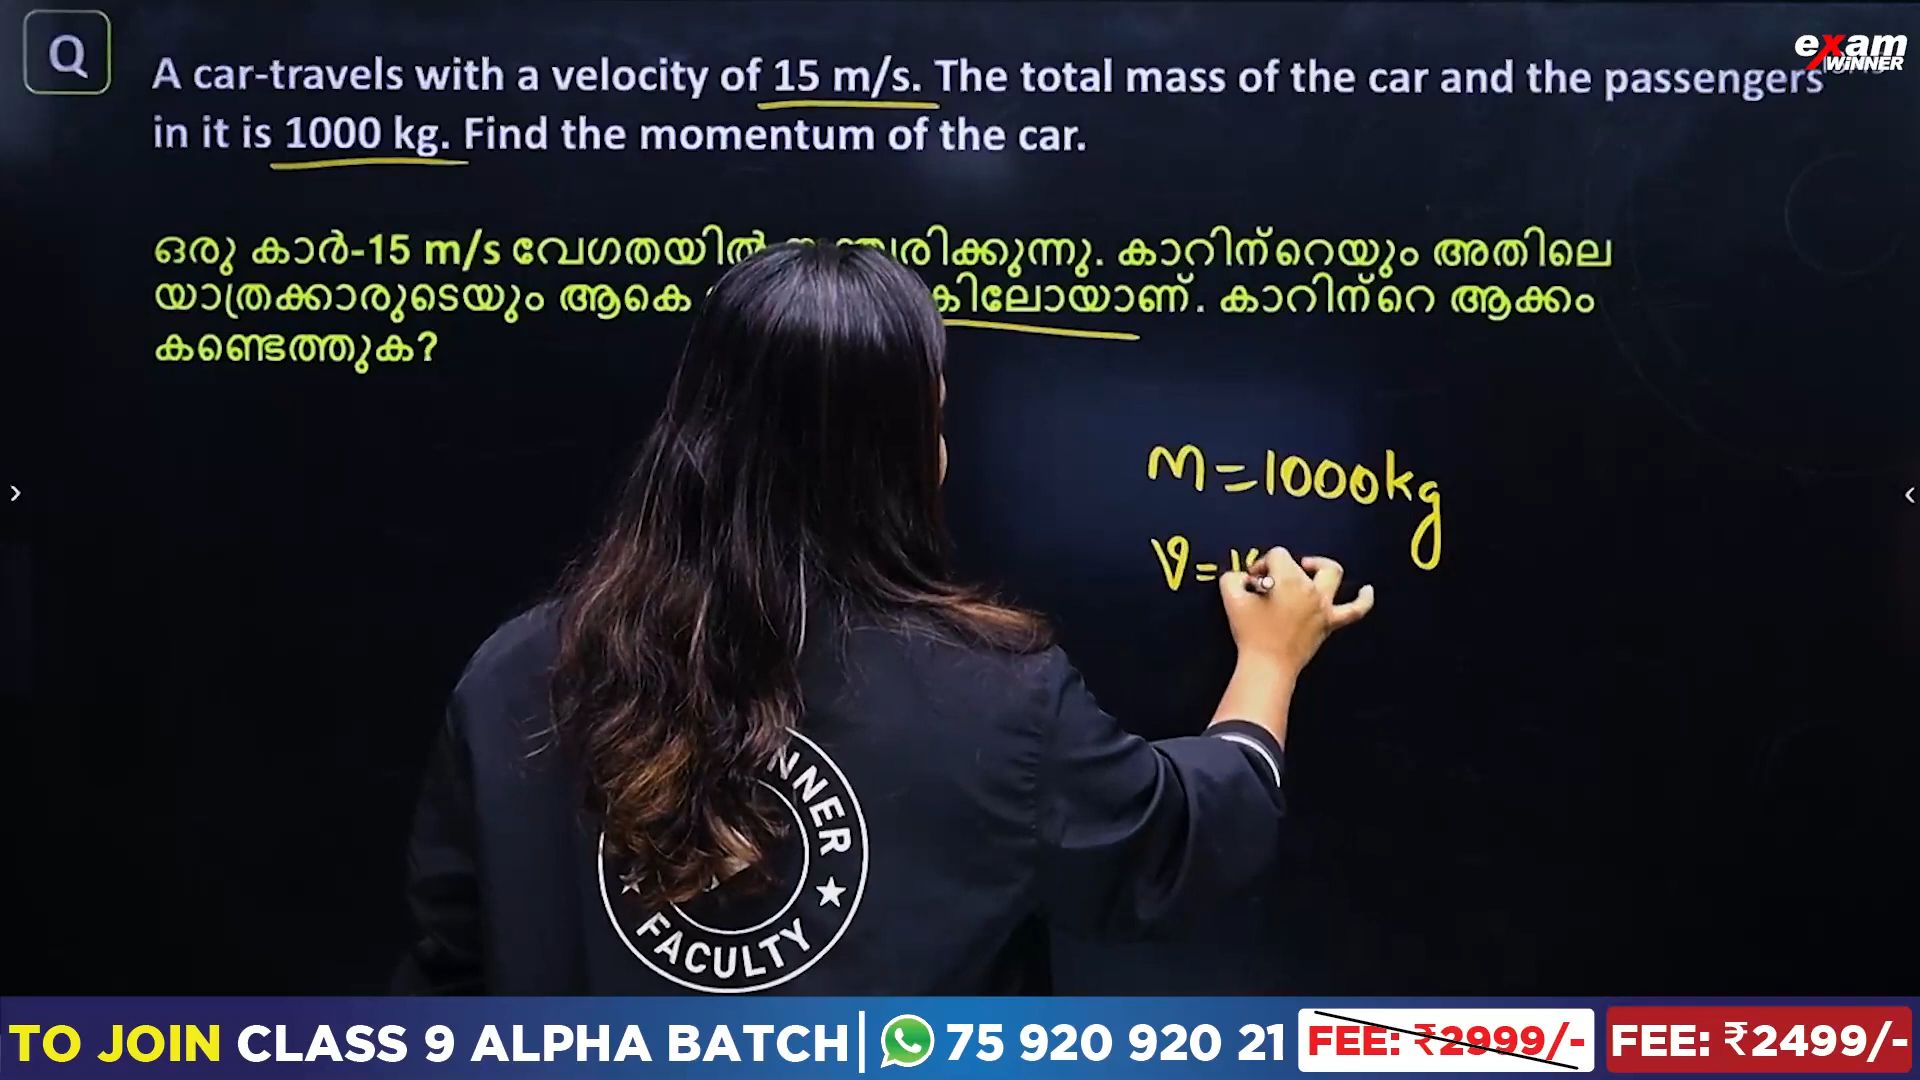 Q
A car-travels with a velocity of 15 m/s. The total mass of the car and the passengers
in it is 1000 kg. Find the momentum of the car.
exam
WiNNER
ഒരു കാർ-15 m/s വേഗതയിൽ കാറിന്റെയും അതിലെ
യാത്രക്കാരുടെയും ആകെ കിലോയാണ്. കാറിന്റെ ആക്കം
കണ്ടെത്തുക?
m = 1000kg
v =
NNER
FACULTY
TO JOIN CLASS 9 ALPHA BATCH | 75 920 920 21 FEE: ₹2999/- FEE: ₹2499/-